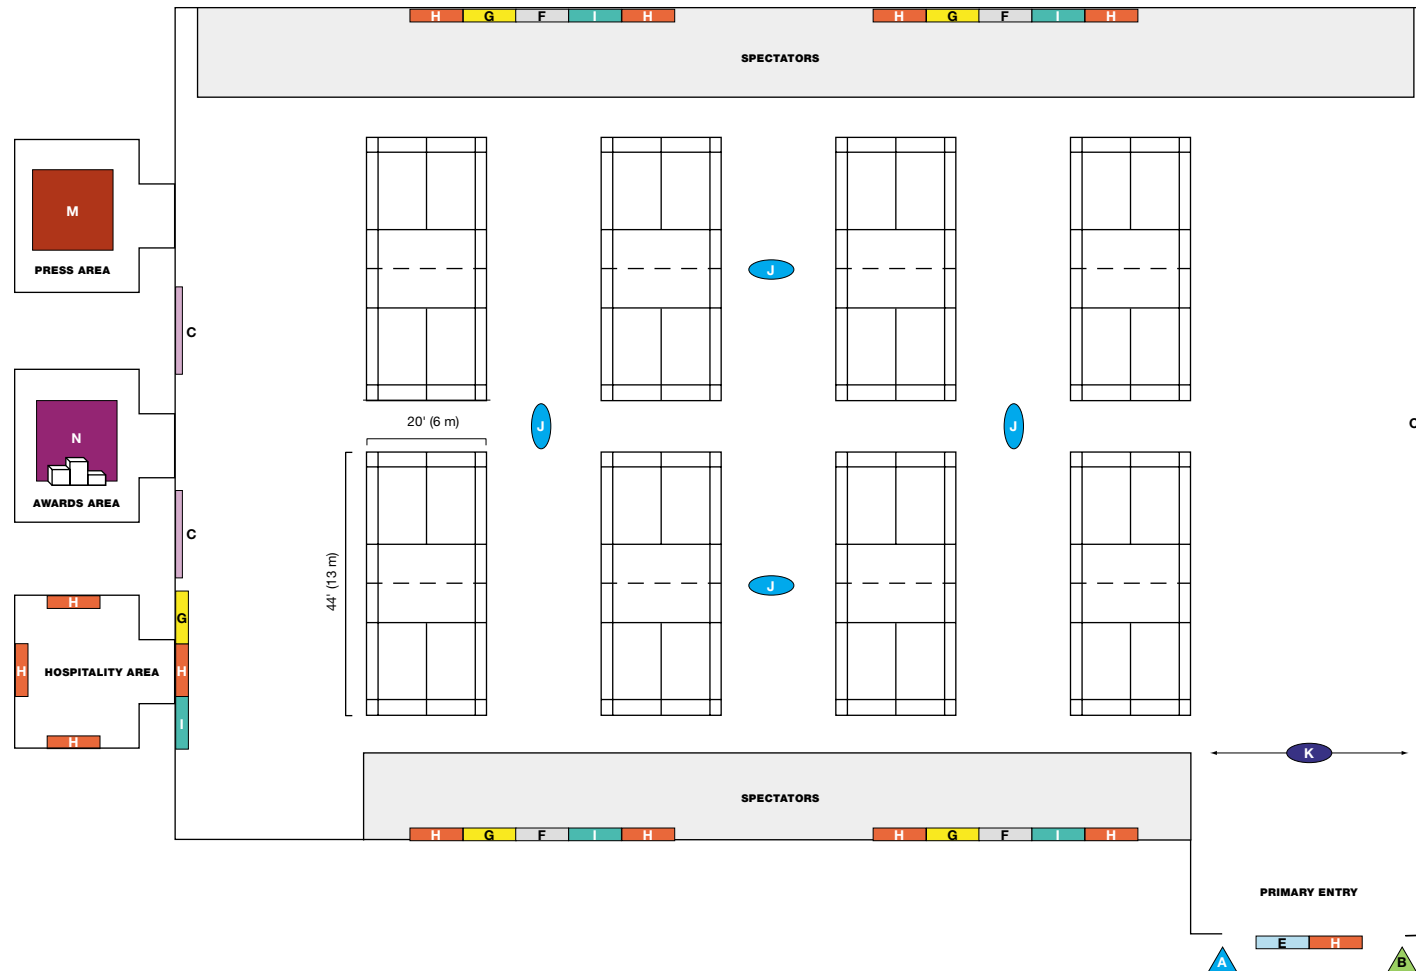 H G F I H H G F I H
SPECTATORS
M
PRESS AREA
J
C
20' (6 m)
J
J
N
AWARDS AREA
C
44' (13 m)
J
H
G
H
HOSPITALITY AREA
H
I
H
K
SPECTATORS
H G F I H H G F I H
PRIMARY ENTRY
E H
A
B